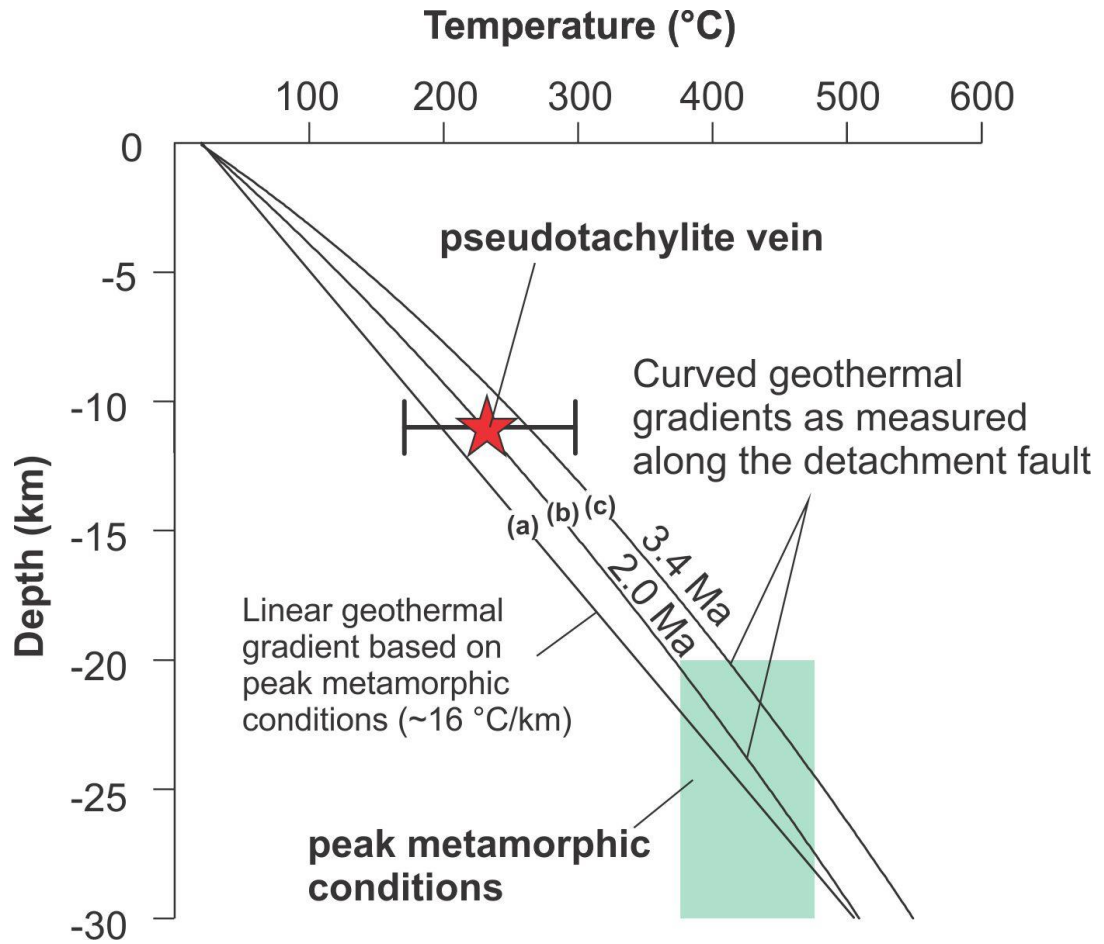 Temperature (°C)
100 200 300 400 500 600
0
pseudotachylite vein
-5
Curved geothermal
gradients as measured
along the detachment fault
-10
Depth (km)
(a) (b) (c)
-15
3.4 Ma
2.0 Ma
Linear geothermal
gradient based on
peak metamorphic
conditions (~16 °C/km)
-20
-25
peak metamorphic
conditions
-30